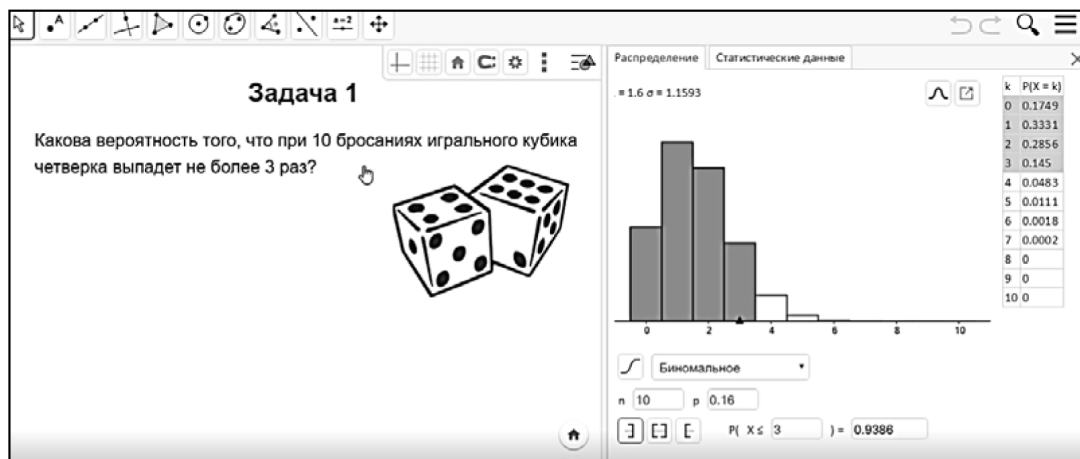 A
a=2
Задача 1
Какова вероятность того, что при 10 бросаниях игрального кубика
четверка выпадет не более 3 раз?
Распределение
Статистические данные
= 1.6 σ = 1.1593
k P(X = k)
0 0.1749
1 0.3331
2 0.2856
3 0.145
4 0.0483
5 0.0111
6 0.0018
7 0.0002
8 0
9 0
10 0
0 2 4 6 8 10
Биномальное
n 10 p 0.16
P( X ≤ 3 ) = 0.9386